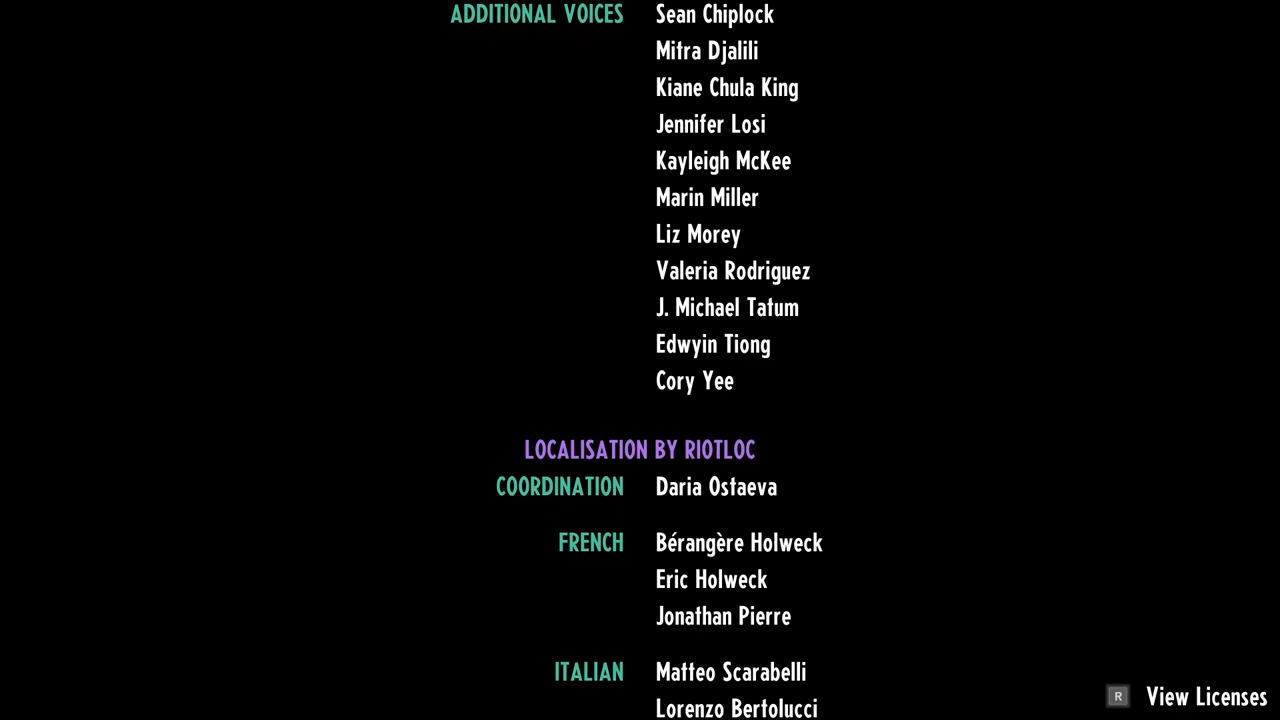 ADDITIONAL VOICES Sean Chiplock
Mitra Djalili
Kiane Chula King
Jennifer Losi
Kayleigh McKee
Marin Miller
Liz Morey
Valeria Rodriguez
J. Michael Tatum
Edwyin Tiong
Cory Yee
LOCALISATION BY RIOTLOC
COORDINATION Daria Ostaeva
FRENCH Bérangère Holweck
Eric Holweck
Jonathan Pierre
ITALIAN Matteo Scarabelli
Lorenzo Bertolucci
R View Licenses